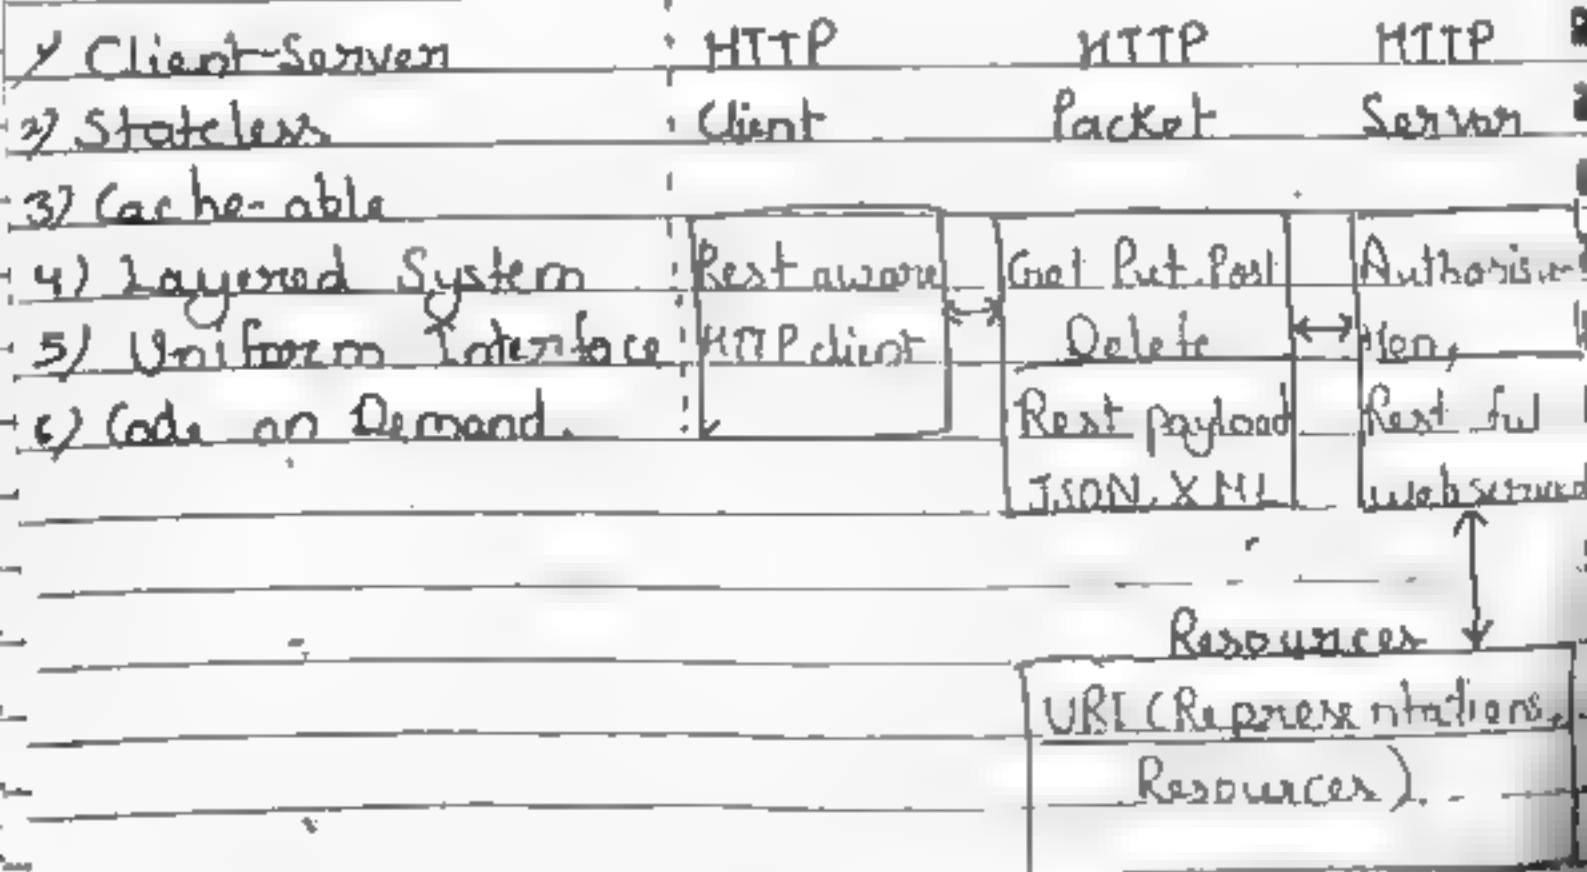 1) Client-Server
2) Stateless
3) Cache-able
4) Layered System
5) Uniform Interface
6) Code on Demand.
HTTP HTTP HTTP
Client Packet Server
Rest aware
HTTP client
Get Put. Post
Delete
Rest payload
JSON, XML
Rest ful
Resources
URI (Representations,
Resources).